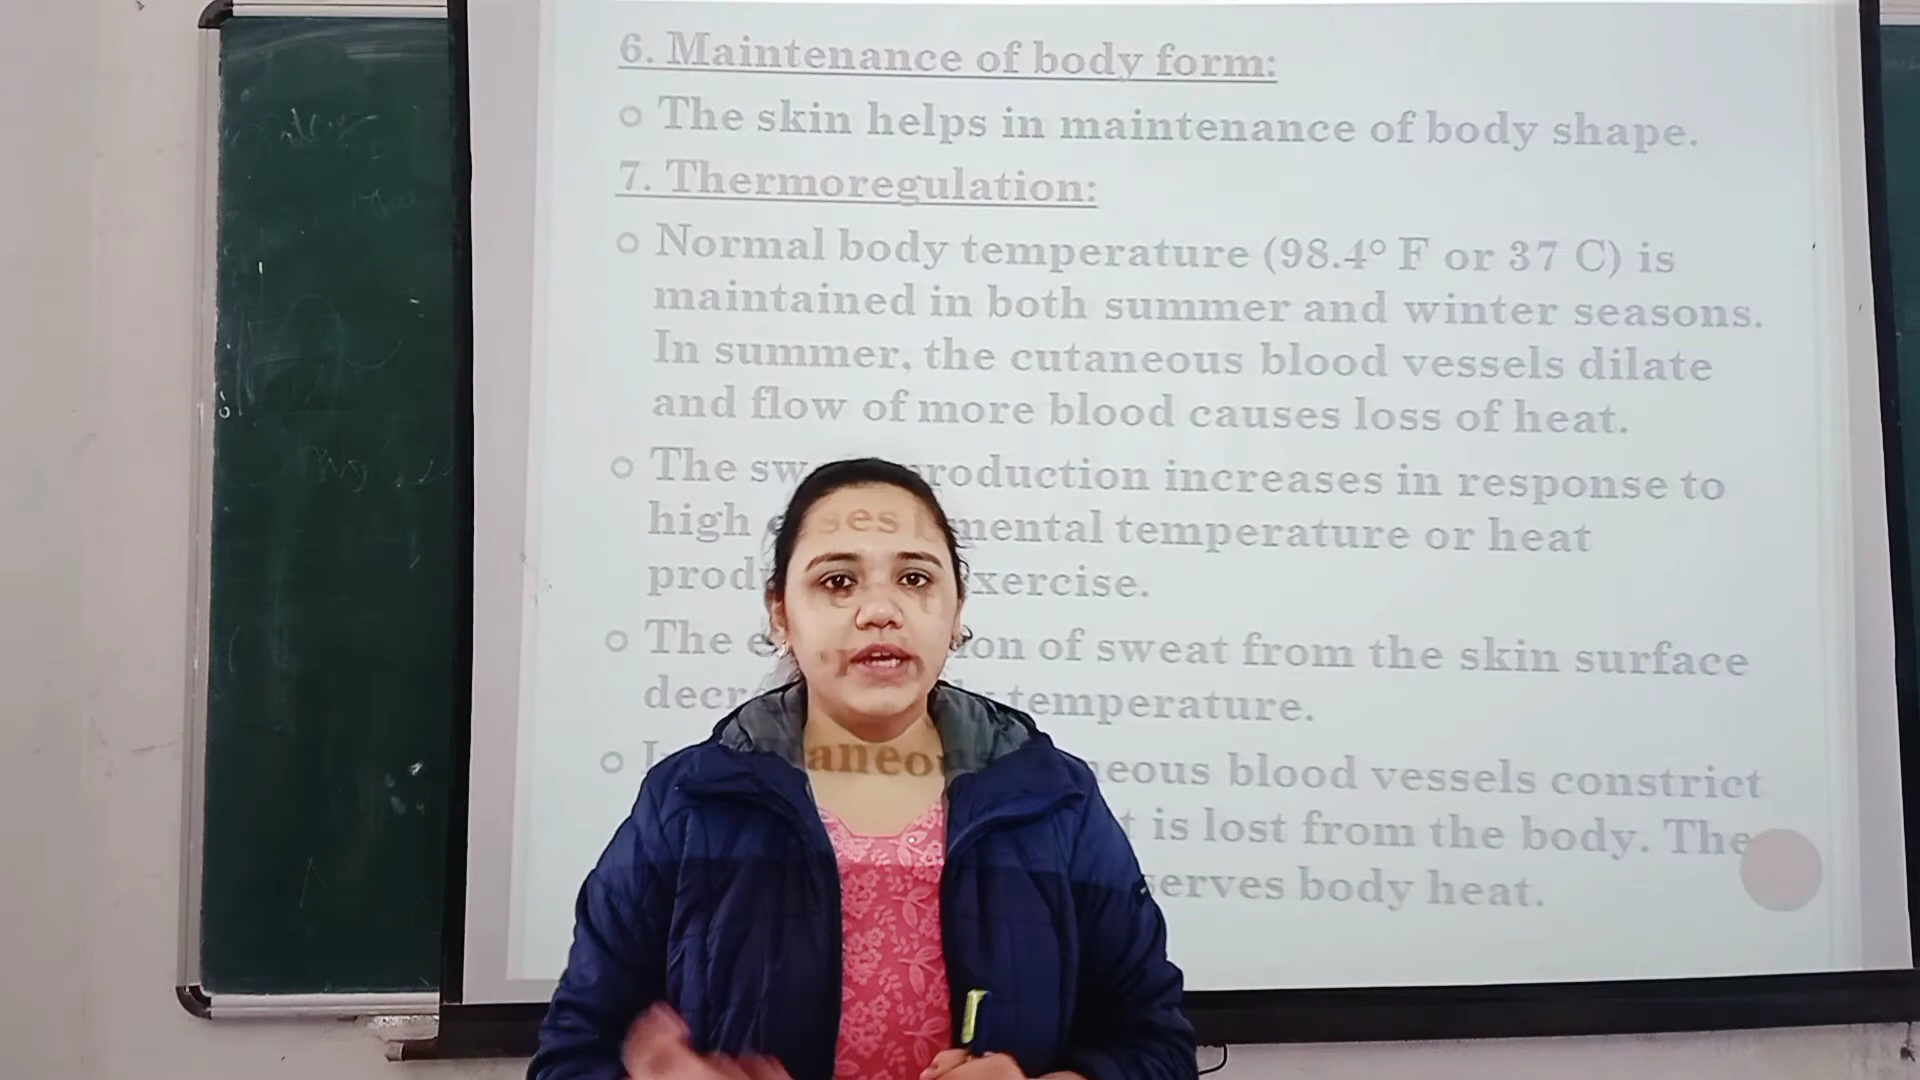 6. Maintenance of body form:
The skin helps in maintenance of body shape.
7. Thermoregulation:
Normal body temperature (98.4° F or 37 C) is
maintained in both summer and winter seasons.
In summer, the cutaneous blood vessels dilate
and flow of more blood causes loss of heat.
The sw roduction increases in response to
high mental temperature or heat
prod xercise.
The e ion of sweat from the skin surface
decr temperature.
aneou eous blood vessels constrict
t is lost from the body. The
serves body heat.